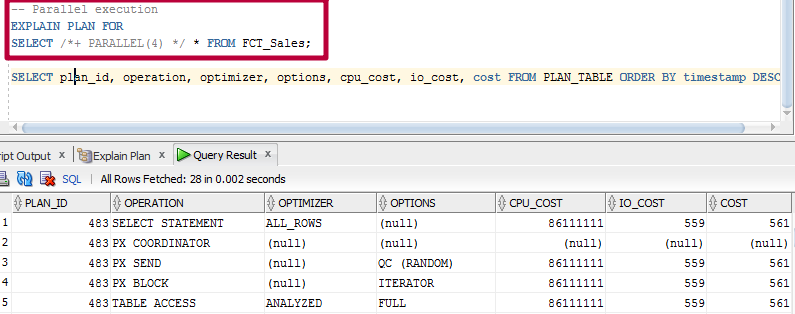 -- Parallel execution
EXPLAIN PLAN FOR
SELECT /*+ PARALLEL(4) */ * FROM FCT_Sales;
SELECT plan_id, operation, optimizer, options, cpu_cost, io_cost, cost FROM PLAN_TABLE ORDER BY timestamp DESC
ript Output x Explain Plan x Query Result x
SQL | All Rows Fetched: 28 in 0.002 seconds
PLAN_ID OPERATION OPTIMIZER OPTIONS CPU_COST IO_COST COST
1 483 SELECT STATEMENT ALL_ROWS (null) 86111111 559 561
2 483 PX COORDINATOR (null) (null) (null) (null) (null)
3 483 PX SEND (null) QC (RANDOM) 86111111 559 561
4 483 PX BLOCK (null) ITERATOR 86111111 559 561
5 483 TABLE ACCESS ANALYZED FULL 86111111 559 561